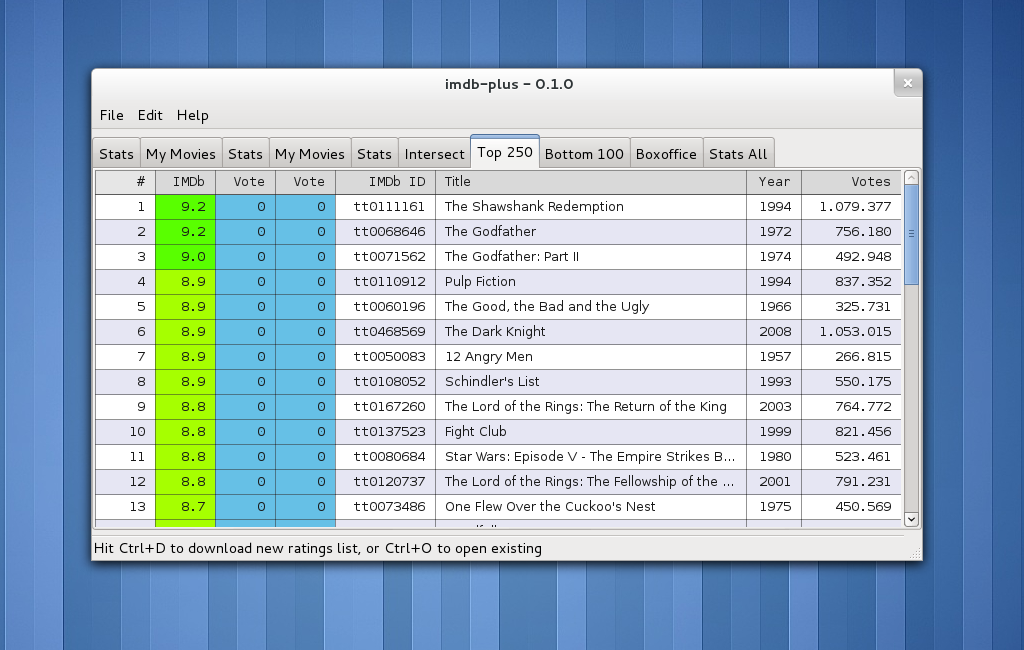 imdb-plus - 0.1.0
File Edit Help
Stats My Movies Stats My Movies Stats Intersect Top 250 Bottom 100 Boxoffice Stats All
# IMDb Vote Vote IMDb ID Title Year Votes
1 9.2 0 0 tt0111161 The Shawshank Redemption 1994 1.079.377
2 9.2 0 0 tt0068646 The Godfather 1972 756.180
3 9.0 0 0 tt0071562 The Godfather: Part II 1974 492.948
4 8.9 0 0 tt0110912 Pulp Fiction 1994 837.352
5 8.9 0 0 tt0060196 The Good, the Bad and the Ugly 1966 325.731
6 8.9 0 0 tt0468569 The Dark Knight 2008 1.053.015
7 8.9 0 0 tt0050083 12 Angry Men 1957 266.815
8 8.9 0 0 tt0108052 Schindler's List 1993 550.175
9 8.8 0 0 tt0167260 The Lord of the Rings: The Return of the King 2003 764.772
10 8.8 0 0 tt0137523 Fight Club 1999 821.456
11 8.8 0 0 tt0080684 Star Wars: Episode V - The Empire Strikes B... 1980 523.461
12 8.8 0 0 tt0120737 The Lord of the Rings: The Fellowship of the ... 2001 791.231
13 8.7 0 0 tt0073486 One Flew Over the Cuckoo's Nest 1975 450.569
Hit Ctrl+D to download new ratings list, or Ctrl+O to open existing